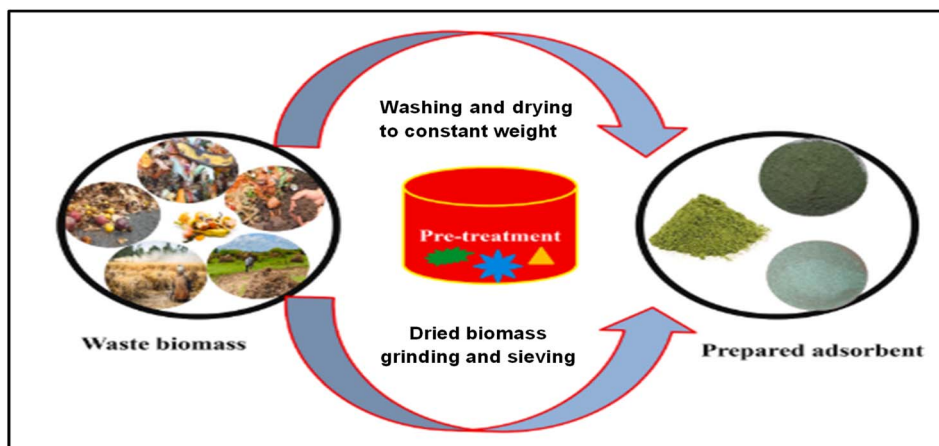 Washing and drying
to constant weight
Pre-treatment
Waste biomass
Dried biomass
grinding and sieving
Prepared adsorbent